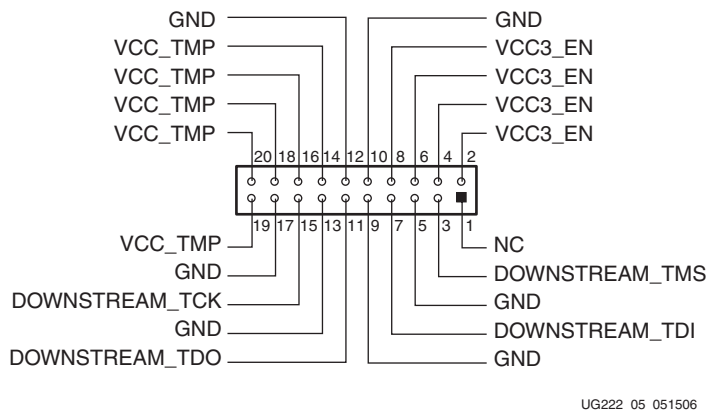 GND GND
VCC_TMP VCC3_EN
VCC_TMP VCC3_EN
VCC_TMP VCC3_EN
VCC_TMP VCC3_EN
20 18 16 14 12 10 8 6 4 2
19 17 15 13 11 9 7 5 3 1
VCC_TMP NC
GND DOWNSTREAM_TMS
DOWNSTREAM_TCK GND
GND DOWNSTREAM_TDI
DOWNSTREAM_TDO GND
UG222_05_051506